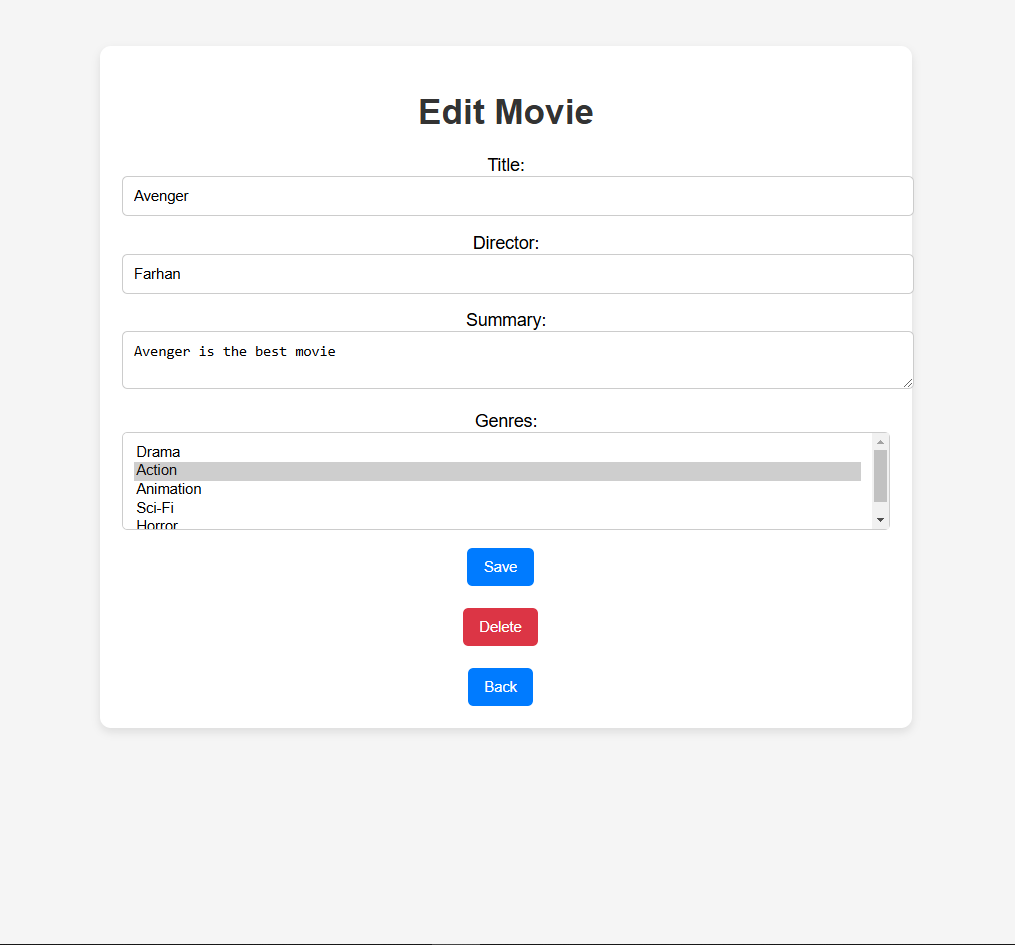 Edit Movie
Title:
Avenger
Director:
Farhan
Summary:
Avenger is the best movie
Genres:
Drama
Action
Animation
Sci-Fi
Horror
Save
Delete
Back